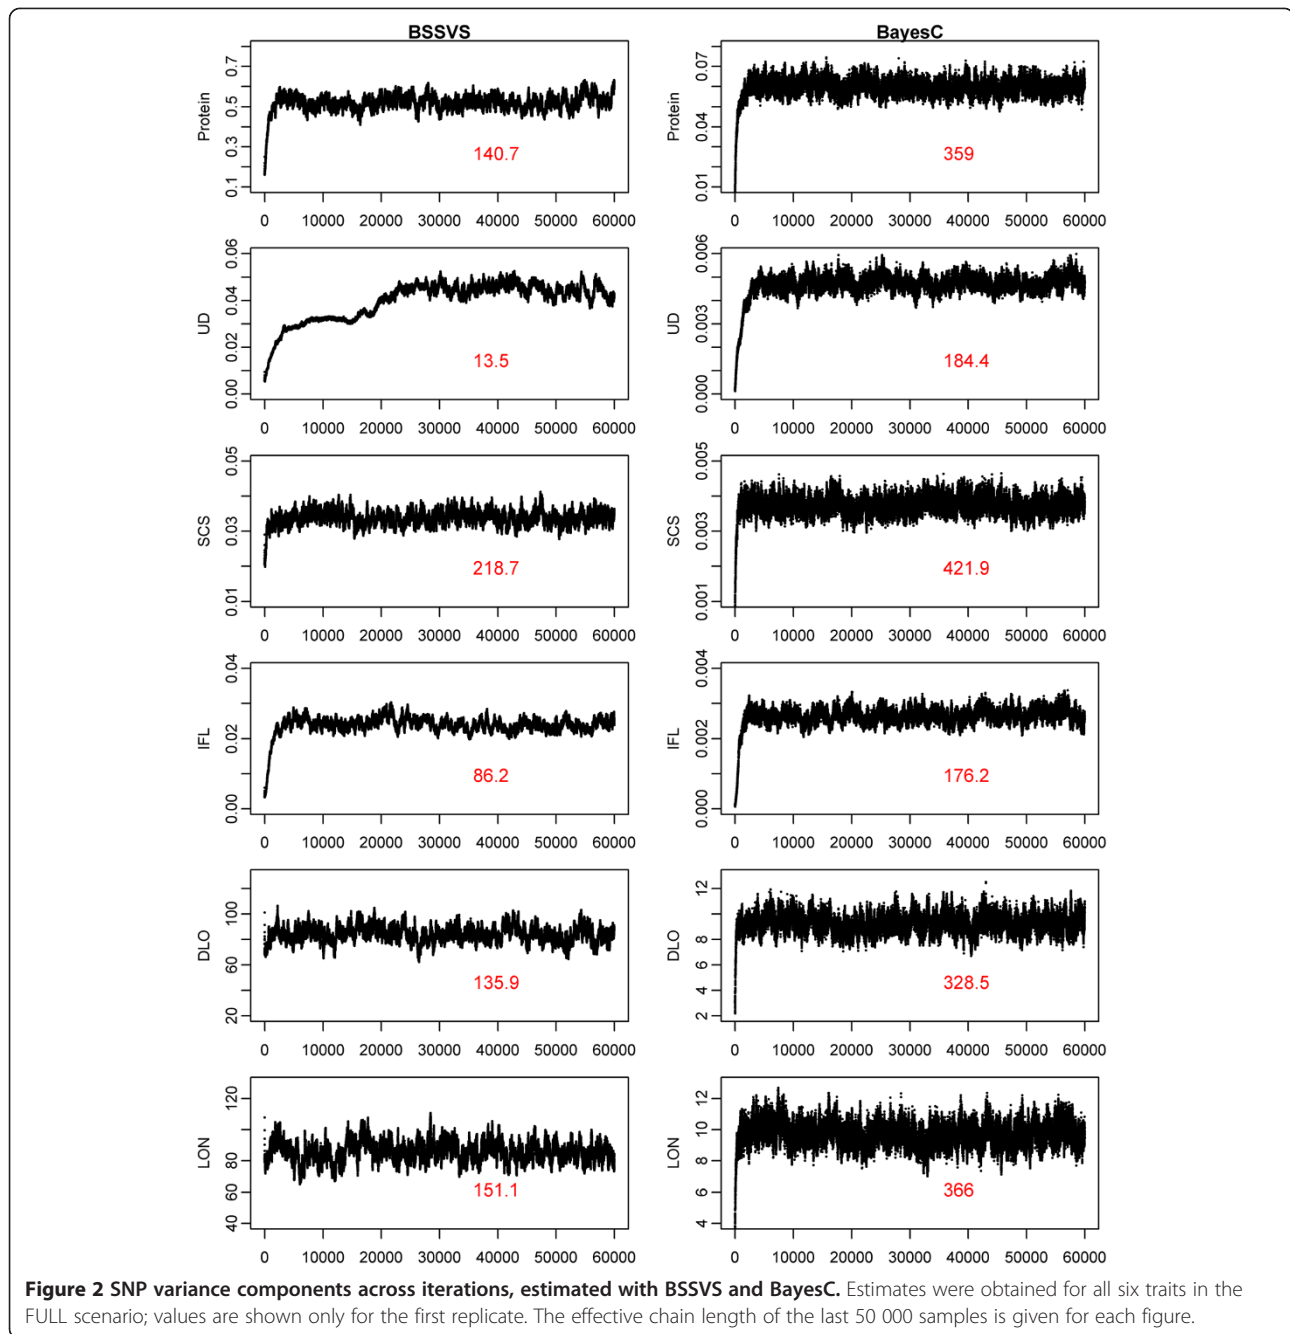 BSSVS
BayesC
Protein
0.7
0.5
0.3
0.1
140.7
0 10000 20000 30000 40000 50000 60000
Protein
0.07
0.04
0.01
359
0 10000 20000 30000 40000 50000 60000
UD
0.06
0.04
0.02
0.00
13.5
0 10000 20000 30000 40000 50000 60000
UD
0.006
0.003
0.000
184.4
0 10000 20000 30000 40000 50000 60000
SCS
0.05
0.03
0.01
218.7
0 10000 20000 30000 40000 50000 60000
SCS
0.005
0.003
0.001
421.9
0 10000 20000 30000 40000 50000 60000
IFL
0.04
0.02
0.00
86.2
0 10000 20000 30000 40000 50000 60000
IFL
0.004
0.002
0.000
176.2
0 10000 20000 30000 40000 50000 60000
DLO
100
60
20
135.9
0 10000 20000 30000 40000 50000 60000
DLO
12
8
6
4
2
328.5
0 10000 20000 30000 40000 50000 60000
LON
120
80
60
40
151.1
0 10000 20000 30000 40000 50000 60000
LON
12
10
8
6
4
366
0 10000 20000 30000 40000 50000 60000
Figure 2 SNP variance components across iterations, estimated with BSSVS and BayesC. Estimates were obtained for all six traits in the
FULL scenario; values are shown only for the first replicate. The effective chain length of the last 50 000 samples is given for each figure.